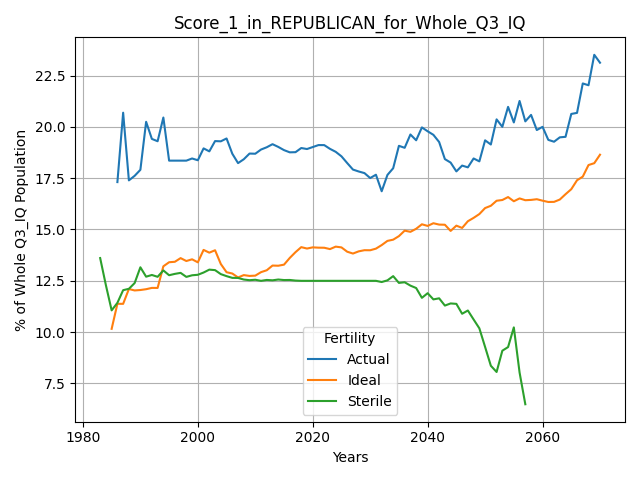 Score_1_in_REPUBLICAN_for_Whole_Q3_IQ
% of Whole Q3_IQ Population
22.5
20.0
17.5
15.0
12.5
10.0
7.5
Fertility
Actual
Ideal
Sterile
1980
2000
2020
2040
2060
Years